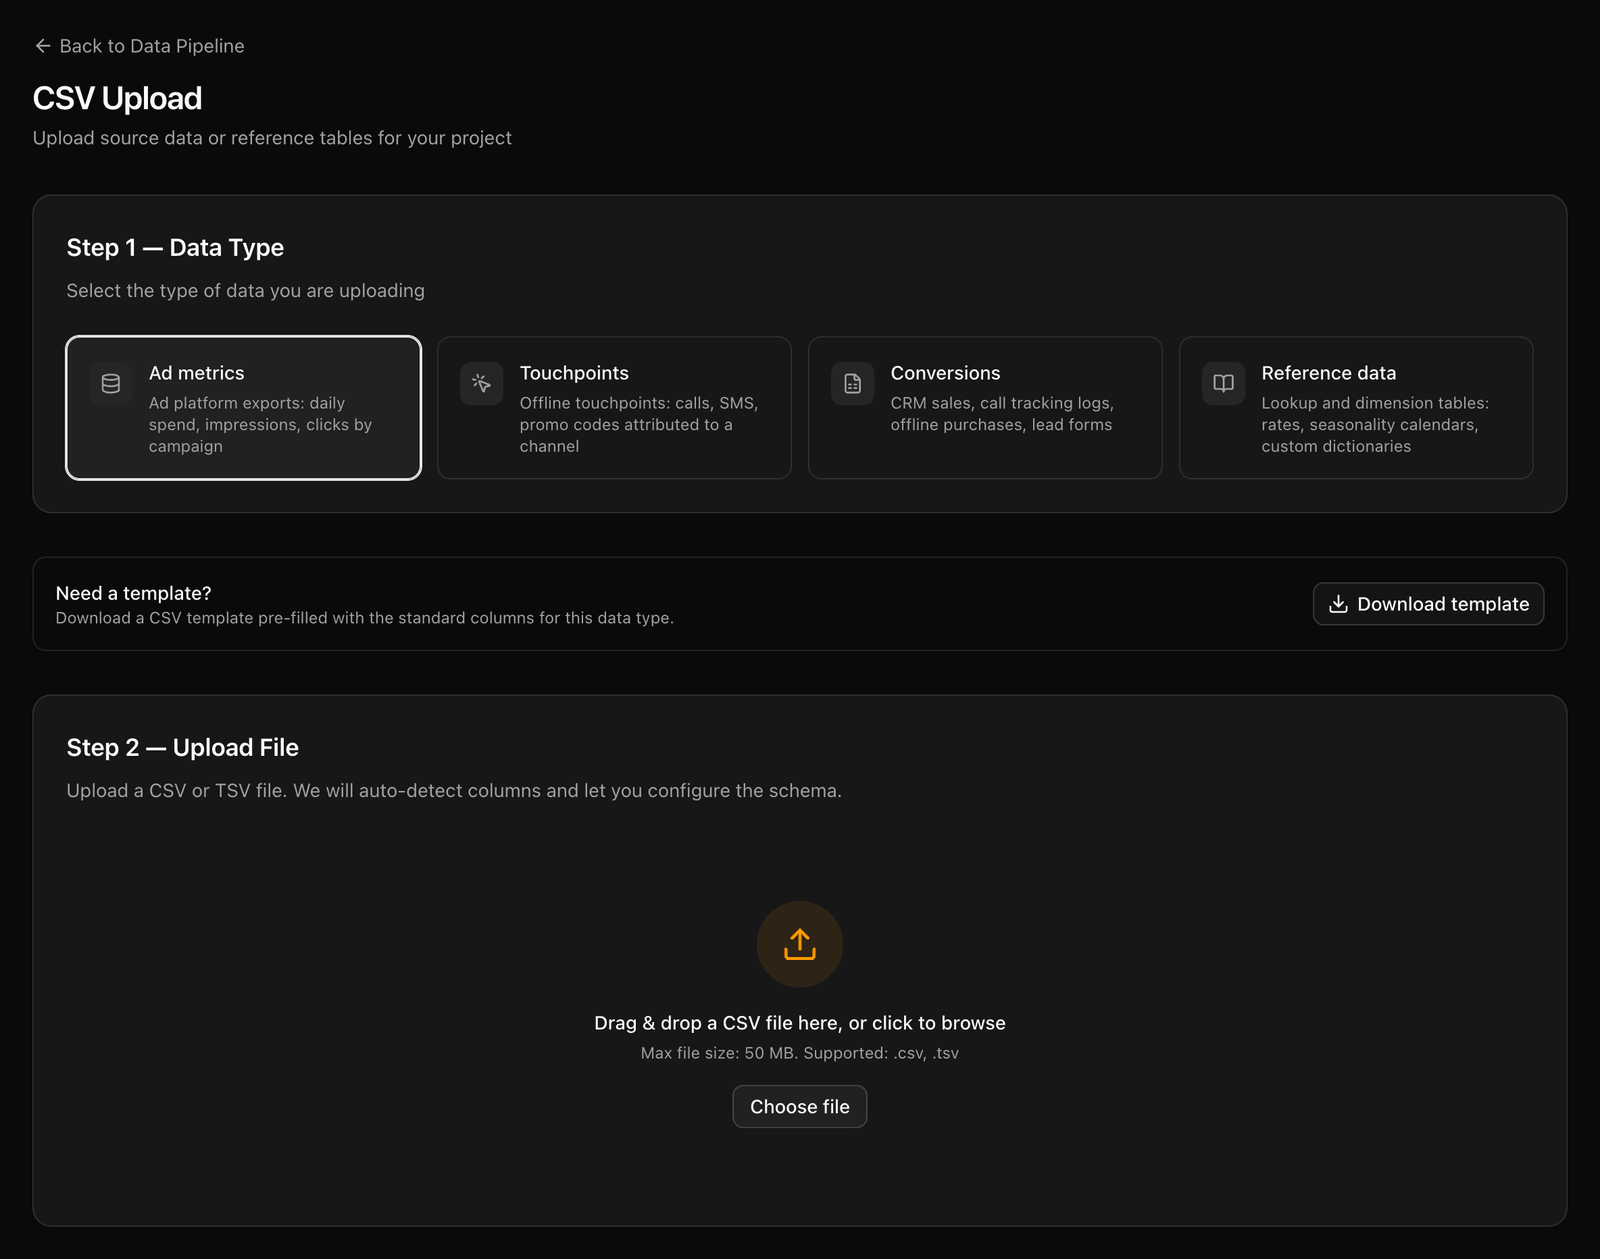 Back to Data Pipeline
CSV Upload
Upload source data or reference tables for your project
Step 1 — Data Type
Select the type of data you are uploading
Ad metrics
Ad platform exports: daily
spend, impressions, clicks by
campaign
Touchpoints
Offline touchpoints: calls, SMS,
promo codes attributed to a
channel
Conversions
CRM sales, call tracking logs,
offline purchases, lead forms
Reference data
Lookup and dimension tables:
rates, seasonality calendars,
custom dictionaries
Need a template?
Download a CSV template pre-filled with the standard columns for this data type.
Download template
Step 2 — Upload File
Upload a CSV or TSV file. We will auto-detect columns and let you configure the schema.
Drag & drop a CSV file here, or click to browse
Max file size: 50 MB. Supported: .csv, .tsv
Choose file